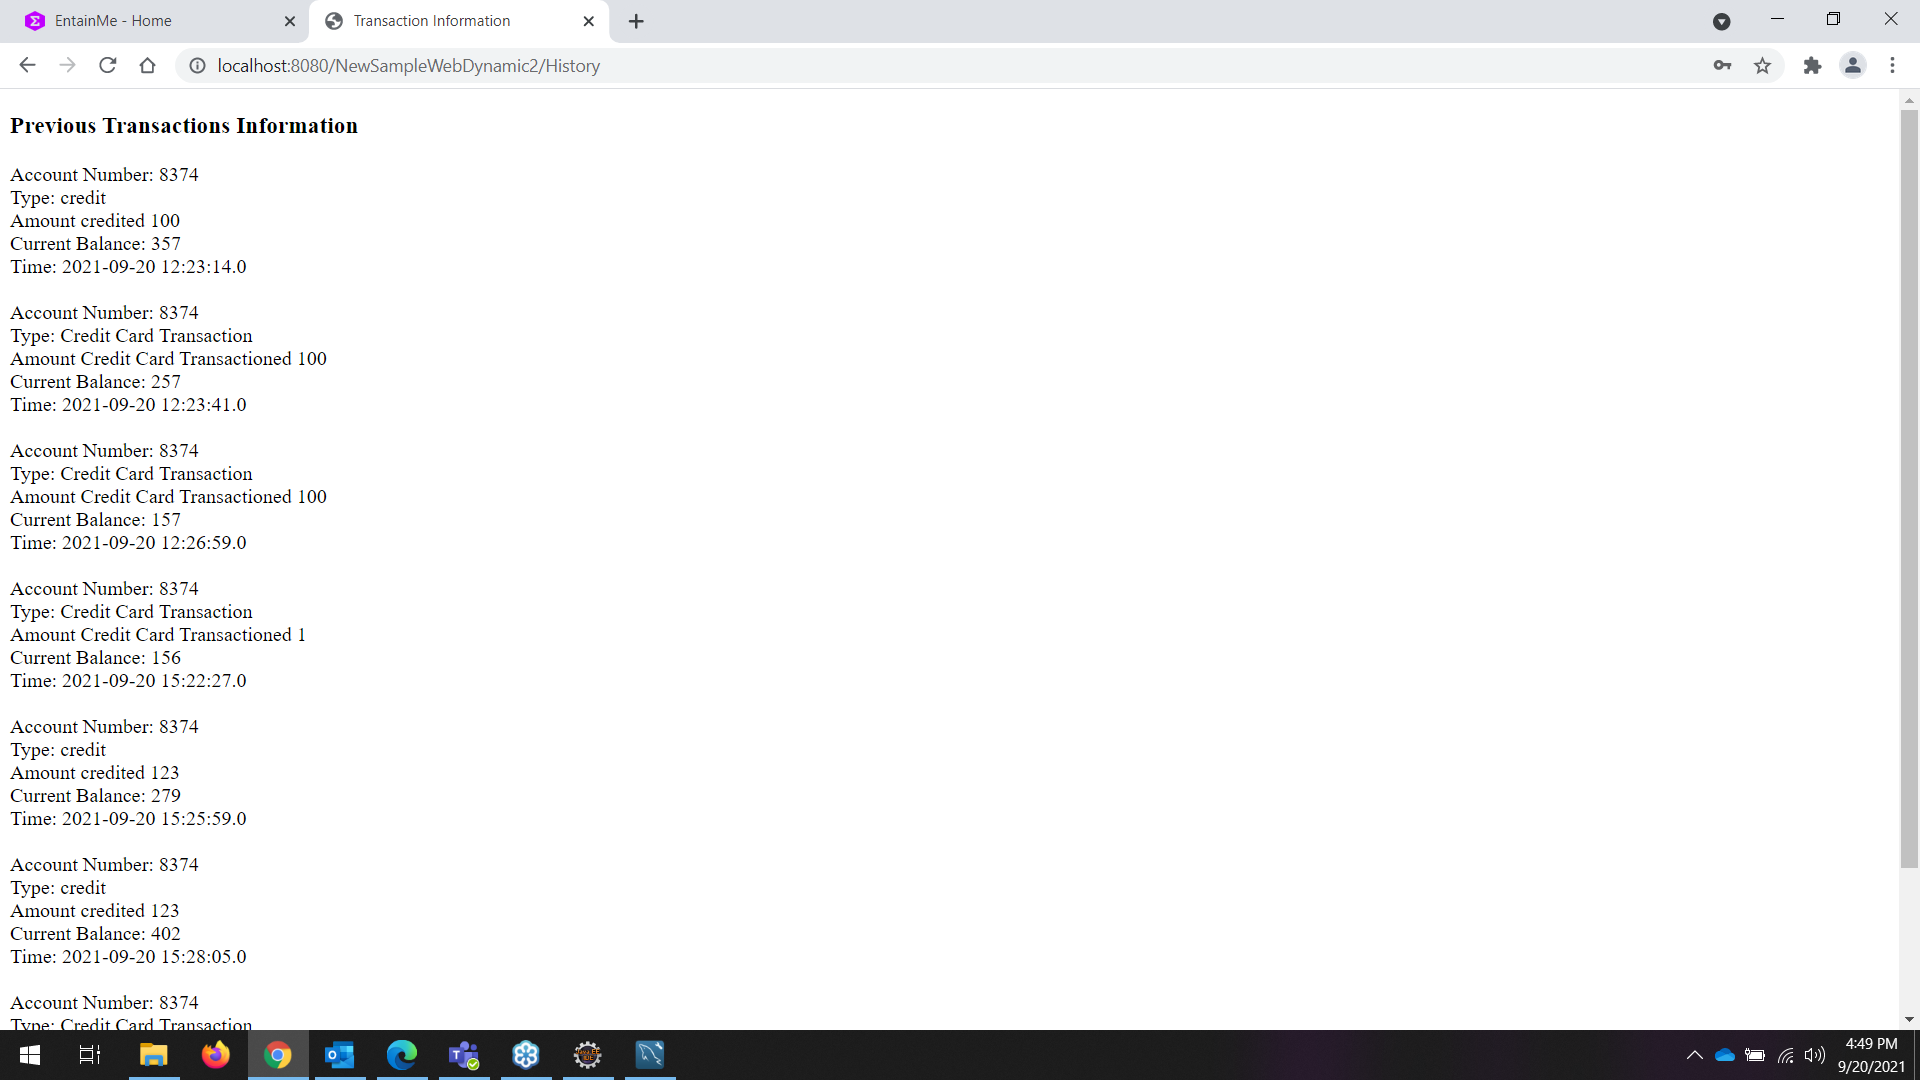 EntainMe - Home
Transaction Information
localhost:8080/NewSampleWebDynamic2/History
Previous Transactions Information
Account Number: 8374
Type: credit
Amount credited 100
Current Balance: 357
Time: 2021-09-20 12:23:14.0
Account Number: 8374
Type: Credit Card Transaction
Amount Credit Card Transactioned 100
Current Balance: 257
Time: 2021-09-20 12:23:41.0
Account Number: 8374
Type: Credit Card Transaction
Amount Credit Card Transactioned 100
Current Balance: 157
Time: 2021-09-20 12:26:59.0
Account Number: 8374
Type: Credit Card Transaction
Amount Credit Card Transactioned 1
Current Balance: 156
Time: 2021-09-20 15:22:27.0
Account Number: 8374
Type: credit
Amount credited 123
Current Balance: 279
Time: 2021-09-20 15:25:59.0
Account Number: 8374
Type: credit
Amount credited 123
Current Balance: 402
Time: 2021-09-20 15:28:05.0
Account Number: 8374
Type: Credit Card Transaction
4:49 PM
9/20/2021